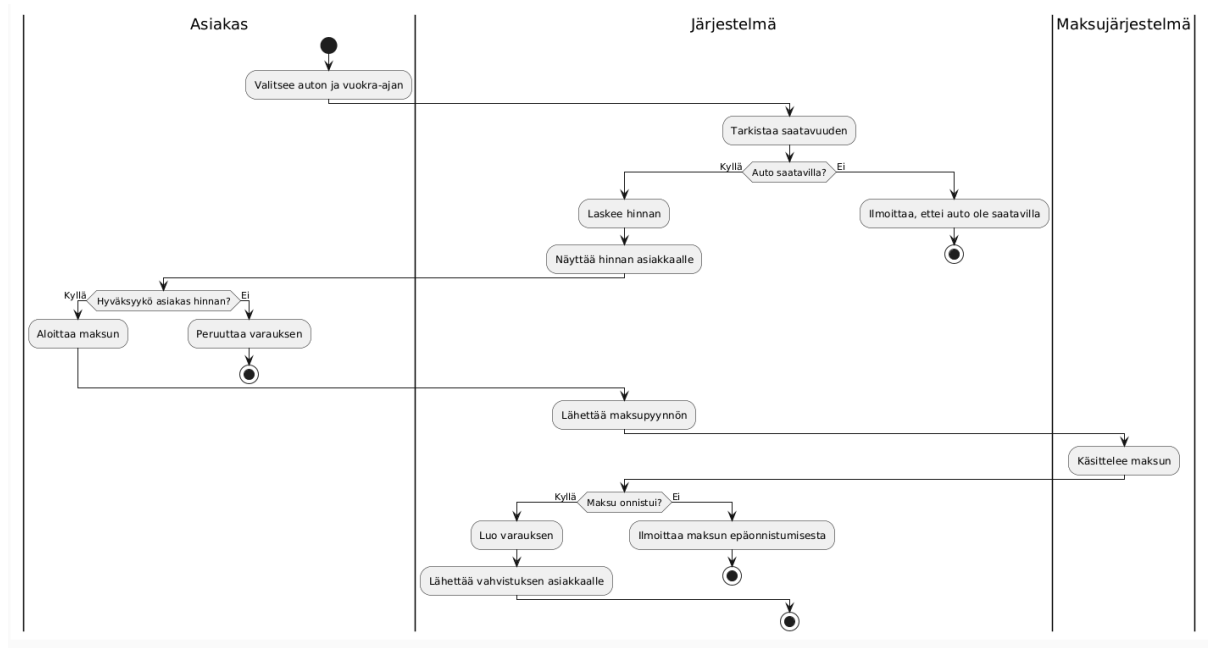 Asiakas
Järjestelmä
Maksujärjestelmä
Valitsee auton ja vuokra-ajan
Tarkistaa saatavuuden
Kyllä
Auto saatavilla?
Ei
Laskee hinnan
Ilmoittaa, ettei auto ole saatavilla
Näyttää hinnan asiakkaalle
Kyllä
Hyväksyykö asiakas hinnan?
Ei
Aloittaa maksun
Peruuttaa varauksen
Lähettää maksupyynnön
Käsittelee maksun
Kyllä
Maksu onnistui?
Ei
Luo varauksen
Ilmoittaa maksun epäonnistumisesta
Lähettää vahvistuksen asiakkaalle